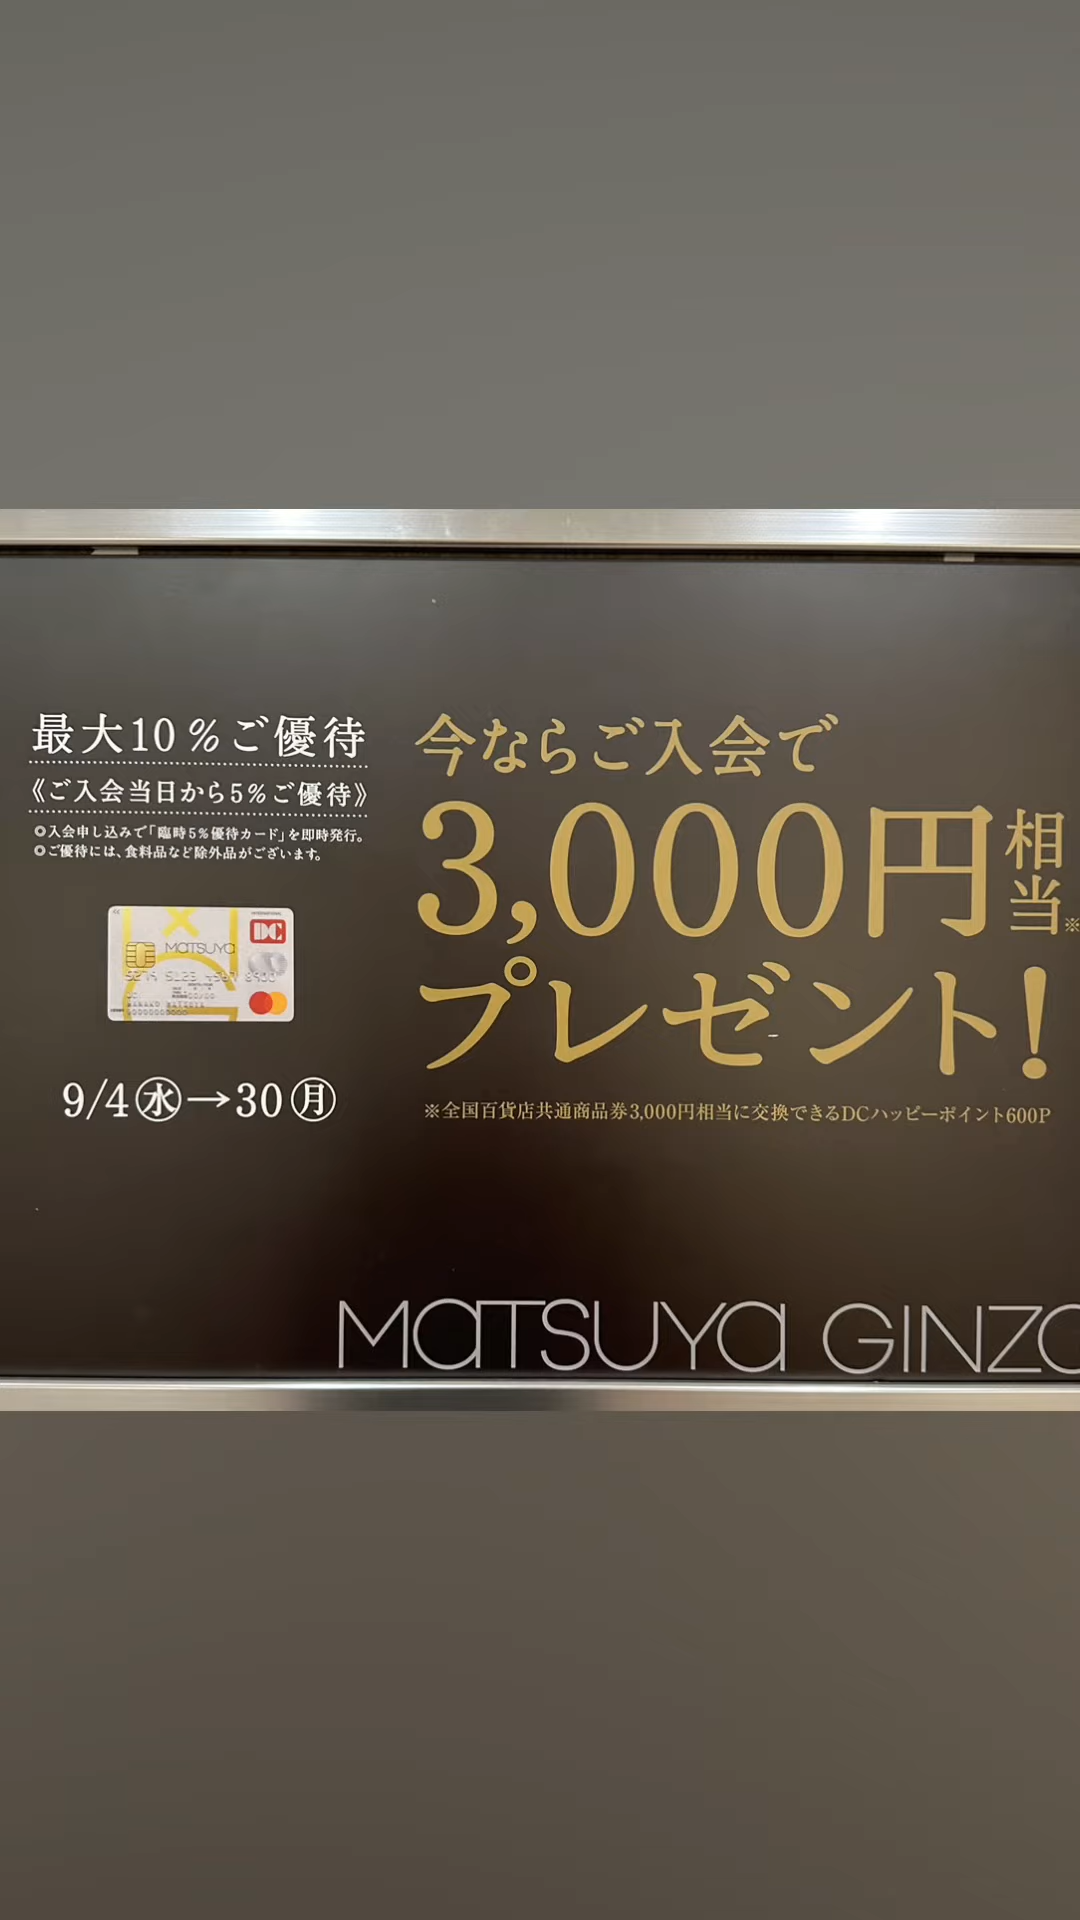 最大10%ご優待
《ご入会当日から5%ご優待》
◎入会申し込みで「臨時5%優待カード」を即時発行。
◎ご優待には、食料品など除外品がございます。
MATSUYA
DC
9/4㊌→30㊊
今ならご入会で
3,000円相当※
プレゼント!
※全国百貨店共通商品券3,000円相当に交換できるDCハッピーポイント600P
MATSUYA GINZA